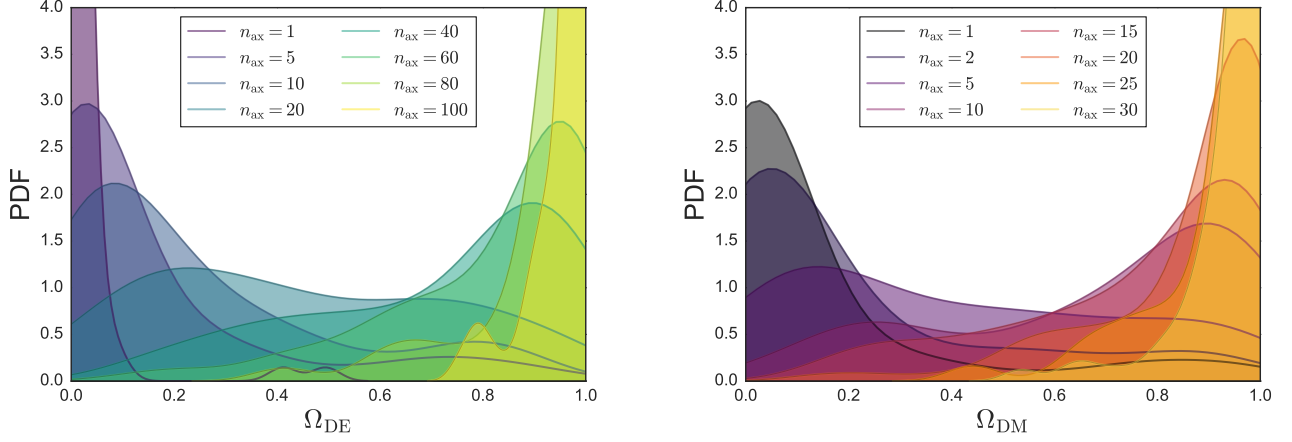 4.0
3.5
3.0
2.5
2.0
1.5
1.0
0.5
0.0
PDF
n_ax = 1
n_ax = 5
n_ax = 10
n_ax = 20
n_ax = 40
n_ax = 60
n_ax = 80
n_ax = 100
0.0 0.2 0.4 0.6 0.8 1.0
Ω_DE
4.0
3.5
3.0
2.5
2.0
1.5
1.0
0.5
0.0
PDF
n_ax = 1
n_ax = 2
n_ax = 5
n_ax = 10
n_ax = 15
n_ax = 20
n_ax = 25
n_ax = 30
0.0 0.2 0.4 0.6 0.8 1.0
Ω_DM